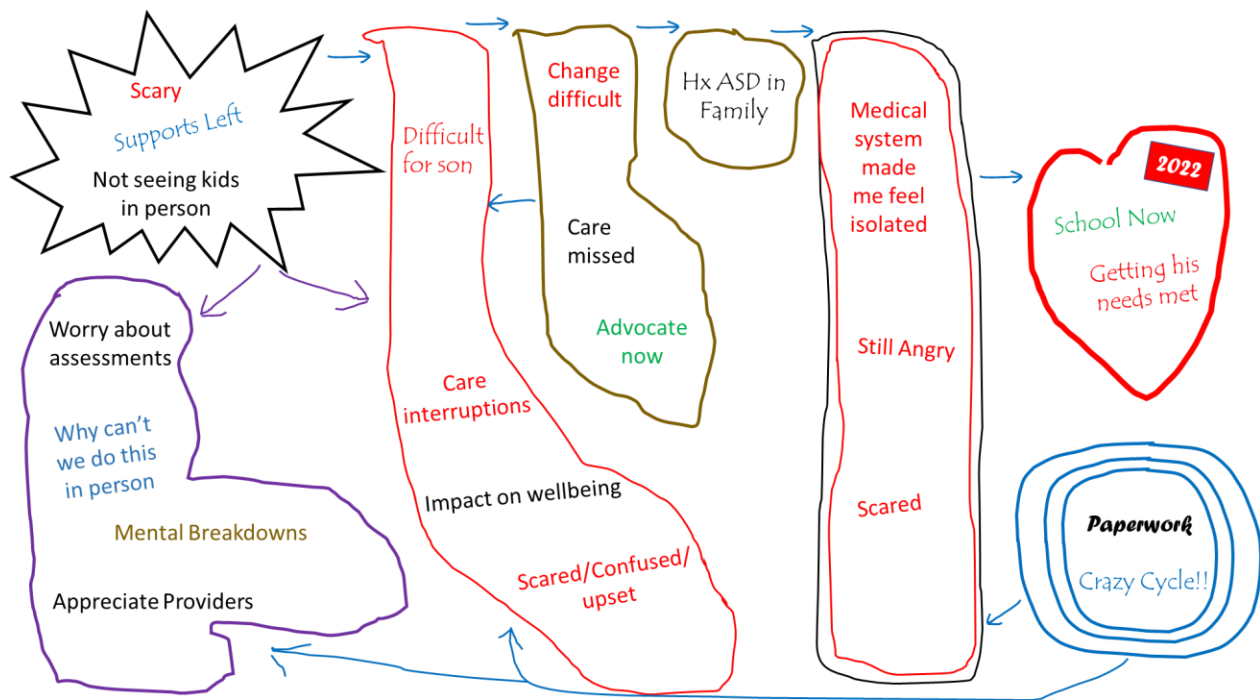 Scary
Supports Left
Not seeing kids
in person
Difficult
for son
Care
interruptions
Impact on wellbeing
Scared/Confused/
upset
Change
difficult
Care
missed
Advocate
now
Hx ASD in
Family
Medical
system
made
me feel
isolated
Still Angry
Scared
2022
School Now
Getting his
needs met
Worry about
assessments
Why can't
we do this
in person
Mental Breakdowns
Appreciate Providers
Paperwork
Crazy Cycle!!